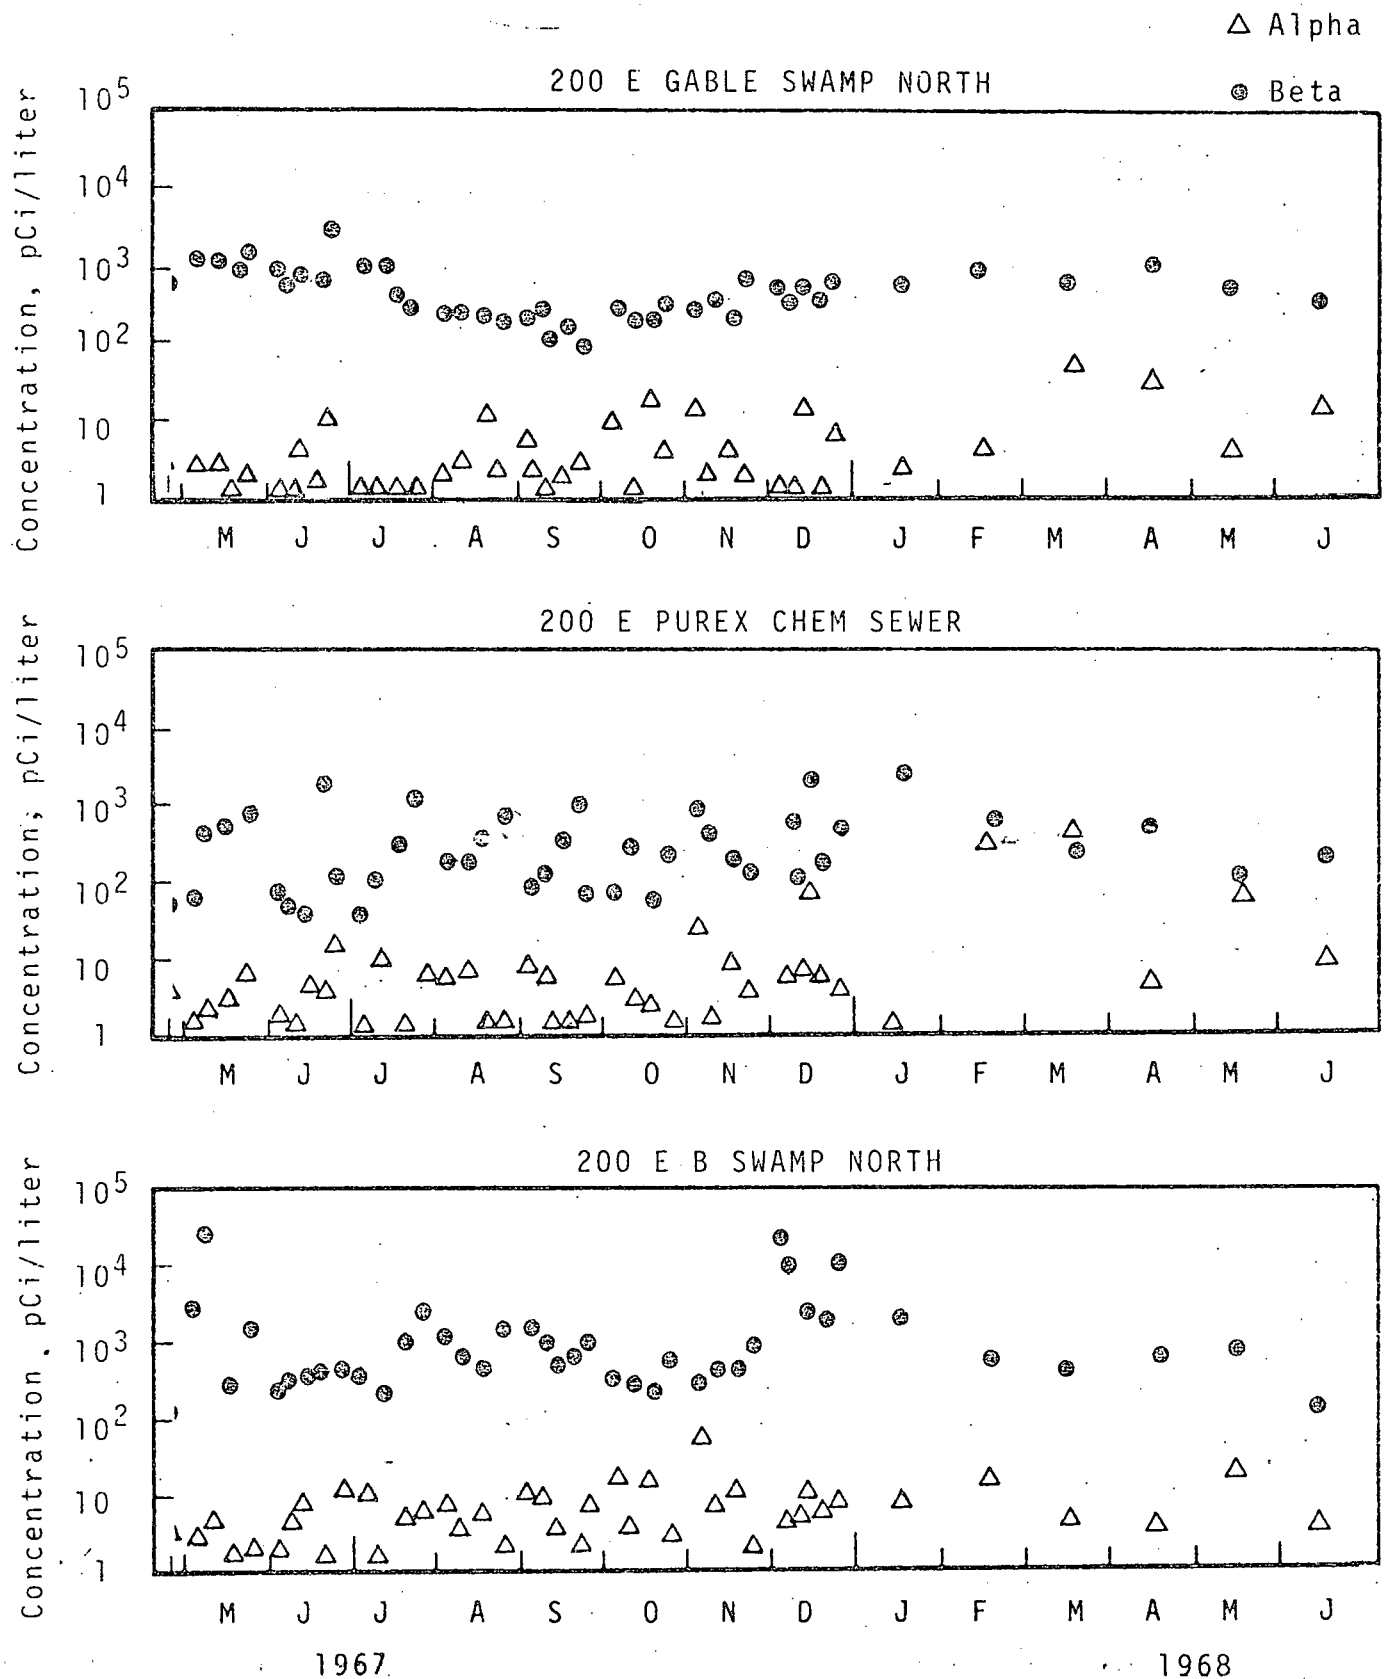 △ Alpha
● Beta
200 E GABLE SWAMP NORTH
Concentration, pCi/liter
10^5
10^4
10^3
10^2
10
1
M J J A S O N D J F M A M J
200 E PUREX CHEM SEWER
Concentration, pCi/liter
10^5
10^4
10^3
10^2
10
1
M J J A S O N D J F M A M J
200 E B SWAMP NORTH
Concentration, pCi/liter
10^5
10^4
10^3
10^2
10
1
M J J A S O N D J F M A M J
1967 1968